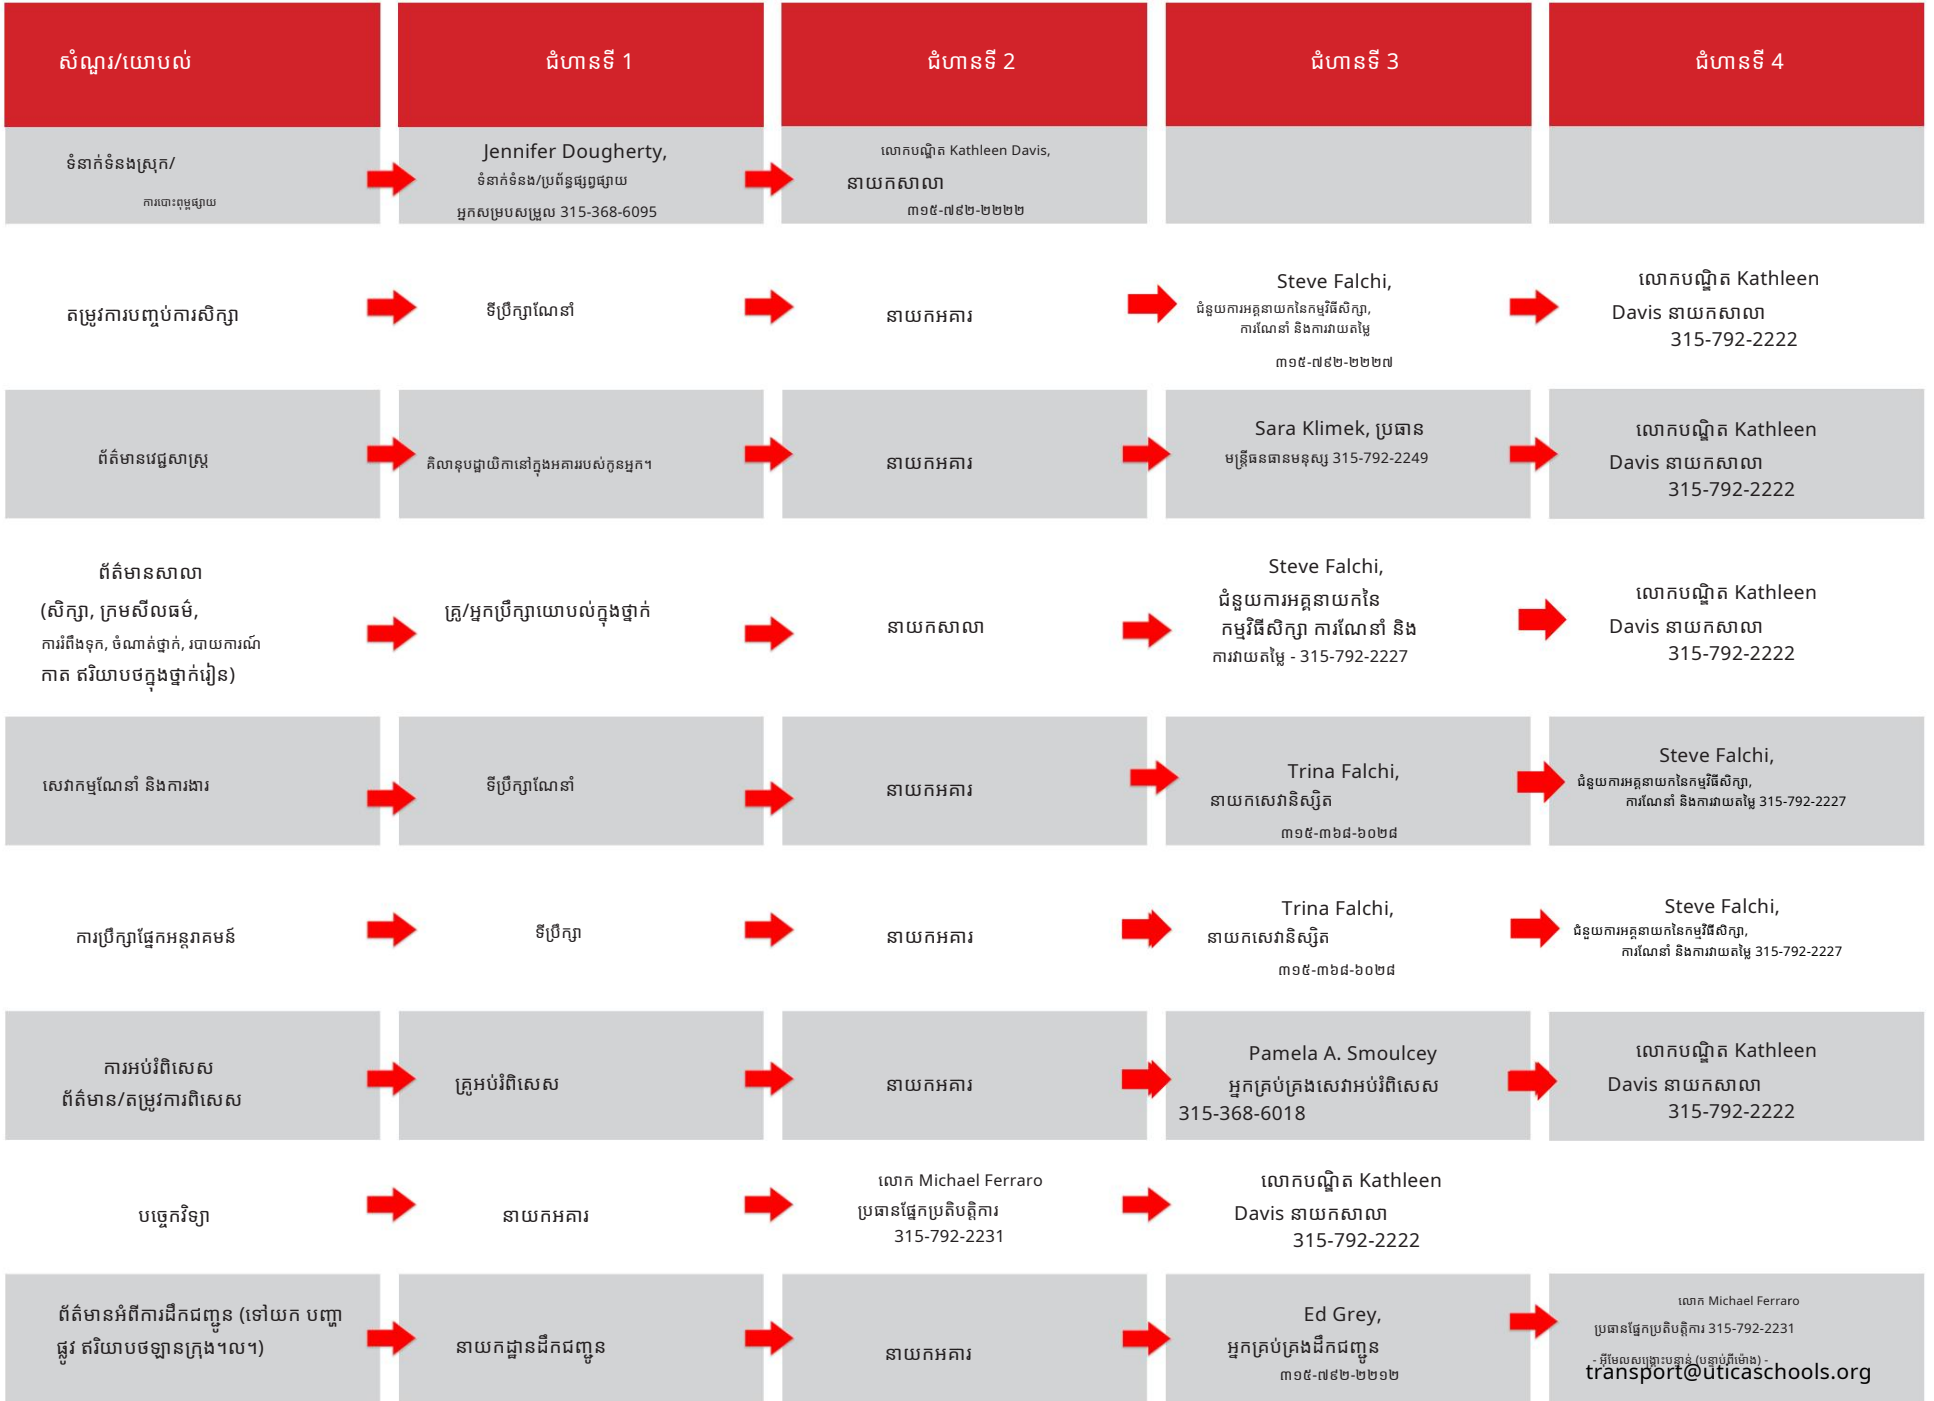 សំណួរ/យោបល់
ជំហានទី 1
ជំហានទី 2
ជំហានទី 3
ជំហានទី 4
ទំនាក់ទំនងស្រុក/
ការបោះពុម្ពផ្សាយ
Jennifer Dougherty,
ទំនាក់ទំនង/ប្រព័ន្ធផ្សព្វផ្សាយ
អ្នកសម្របសម្រួល 315-368-6095
លោកបណ្ឌិត Kathleen Davis,
នាយកសាលា
៣១៥-៧៩២-២២២២
តម្រូវការបញ្ចប់ការសិក្សា
ទីប្រឹក្សាណែនាំ
នាយកអគារ
Steve Falchi,
ជំនួយការអគ្គនាយកនៃកម្មវិធីសិក្សា,
ការណែនាំ និងការវាយតម្លៃ
៣១៥-៧៩២-២២២៧
លោកបណ្ឌិត Kathleen
Davis នាយកសាលា
315-792-2222
ព័ត៌មានវេជ្ជសាស្ត្រ
គិលានុបដ្ឋាយិកានៅក្នុងអគាររបស់កូនអ្នក។
នាយកអគារ
Sara Klimek, ប្រធាន
មន្ត្រីធនធានមនុស្ស 315-792-2249
លោកបណ្ឌិត Kathleen
Davis នាយកសាលា
315-792-2222
ព័ត៌មានសាលា
(សិក្សា, ក្រមសីលធម៌,
ការរំពឹងទុក, ចំណាត់ថ្នាក់, របាយការណ៍
កាត ឥរិយាបថក្នុងថ្នាក់រៀន)
គ្រូ/អ្នកប្រឹក្សាយោបល់ក្នុងថ្នាក់
នាយកសាលា
Steve Falchi,
ជំនួយការអគ្គនាយកនៃ
កម្មវិធីសិក្សា ការណែនាំ និង
ការវាយតម្លៃ - 315-792-2227
លោកបណ្ឌិត Kathleen
Davis នាយកសាលា
315-792-2222
សេវាកម្មណែនាំ និងការងារ
ទីប្រឹក្សាណែនាំ
នាយកអគារ
Trina Falchi,
នាយកសេវានិស្សិត
៣១៥-៣៦៨-៦០២៨
Steve Falchi,
ជំនួយការអគ្គនាយកនៃកម្មវិធីសិក្សា,
ការណែនាំ និងការវាយតម្លៃ 315-792-2227
ការប្រឹក្សាផ្នែកអន្តរាគមន៍
ទីប្រឹក្សា
នាយកអគារ
Trina Falchi,
នាយកសេវានិស្សិត
៣១៥-៣៦៨-៦០២៨
Steve Falchi,
ជំនួយការអគ្គនាយកនៃកម្មវិធីសិក្សា,
ការណែនាំ និងការវាយតម្លៃ 315-792-2227
ការអប់រំពិសេស
ព័ត៌មាន/តម្រូវការពិសេស
គ្រូអប់រំពិសេស
នាយកអគារ
Pamela A. Smoulcey
អ្នកគ្រប់គ្រងសេវាអប់រំពិសេស
315-368-6018
លោកបណ្ឌិត Kathleen
Davis នាយកសាលា
315-792-2222
បច្ចេកវិទ្យា
នាយកអគារ
លោក Michael Ferraro
ប្រធានផ្នែកប្រតិបត្តិការ
315-792-2231
លោកបណ្ឌិត Kathleen
Davis នាយកសាលា
315-792-2222
ព័ត៌មានអំពីការដឹកជញ្ជូន (ទៅយក បញ្ហា
ផ្លូវ ឥរិយាបថឡានក្រុង។ល។)
នាយកដ្ឋានដឹកជញ្ជូន
នាយកអគារ
Ed Grey,
អ្នកគ្រប់គ្រងដឹកជញ្ជូន
៣១៥-៧៩២-២២១២
លោក Michael Ferraro
ប្រធានផ្នែកប្រតិបត្តិការ 315-792-2231
- អ៊ីមែលសង្គ្រោះបន្ទាន់ (បន្ទាប់ពីម៉ោង) -
transport@uticaschools.org